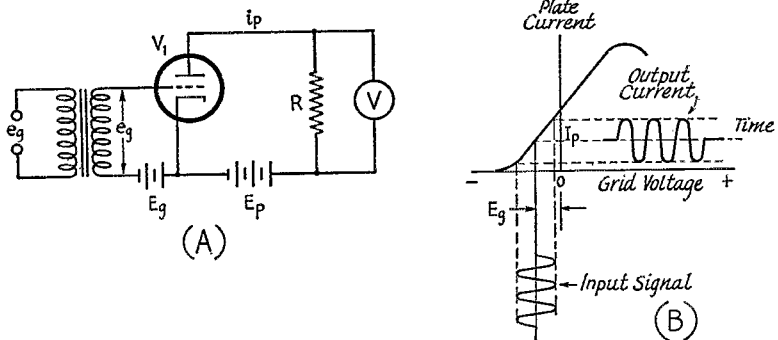 V₁
iₚ
e𝗀
e𝗀
R
V
E𝗀
Eₚ
(A)
Plate
Current
Output
Current
Iₚ
Time
−
0
Grid Voltage
+
E𝗀
Input Signal
(B)